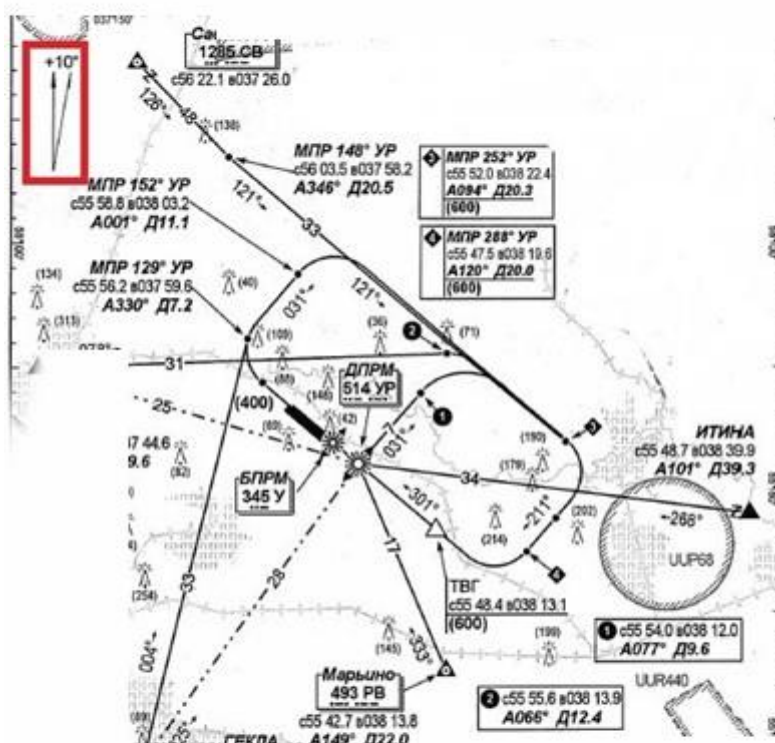 037°50'
+10°
1285 СВ
с56 22.1 в037 26.0
2
48
126°
(138)
МПР 148° УР
с56 03.5 в037 58.2
А346° Д20.5
121°
33
МПР 152° УР
с55 58.8 в038 03.2
А001° Д11.1
МПР 252° УР
с55 52.0 в038 22.4
А094° Д20.3
(600)
3
МПР 288° УР
с55 47.5 в038 19.6
А120° Д20.0
(600)
4
МПР 129° УР
с55 56.2 в037 59.6
А330° Д7.2
(134)
(313)
(40)
031°
121°
(109)
(36)
(71)
2
31
(146)
ДПРМ
514 УР
25
(400)
(42)
(69)
1
7
031°
БПРМ
345 У
(82)
(190)
3
(179)
ИТИНА
с55 48.7 в038 39.9
А101° Д39.3
34
301°
211°
(202)
268°
(214)
17
UUP68
4
ТВГ
с55 48.4 в038 13.1
(600)
(254)
33
28
(145)
(199)
1 с55 54.0 в038 12.0
А077° Д9.6
004°
333°
Марьино
493 РВ
с55 42.7 в038 13.8
А149° Д22.0
2 с55 55,6 в038 13.9
А066° Д12.4
UUR440